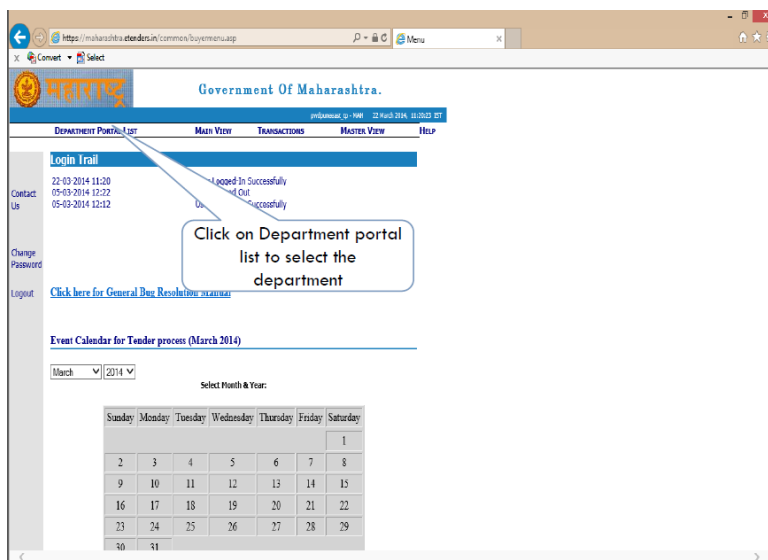 https://maharashtra.etenders.in/common/buyermenu.asp
Menu
x Convert Select
महाराष्ट्र
Government Of Maharashtra.
22 March 2014, 11:20:23 IST
DEPARTMENT PORTAL LIST MAIN VIEW TRANSACTIONS MASTER VIEW HELP
Login Trail
22-03-2014 11:20 Logged-In Successfully
05-03-2014 12:22 Out
05-03-2014 12:12 Successfully
Contact
Us
Click on Department portal
list to select the
department
Change
Password
Logout
Click here for General Bug Resolution Manual
Event Calendar for Tender process (March 2014)
March 2014
Select Month & Year:
Sunday Monday Tuesday Wednesday Thursday Friday Saturday
1
2 3 4 5 6 7 8
9 10 11 12 13 14 15
16 17 18 19 20 21 22
23 24 25 26 27 28 29
30 31